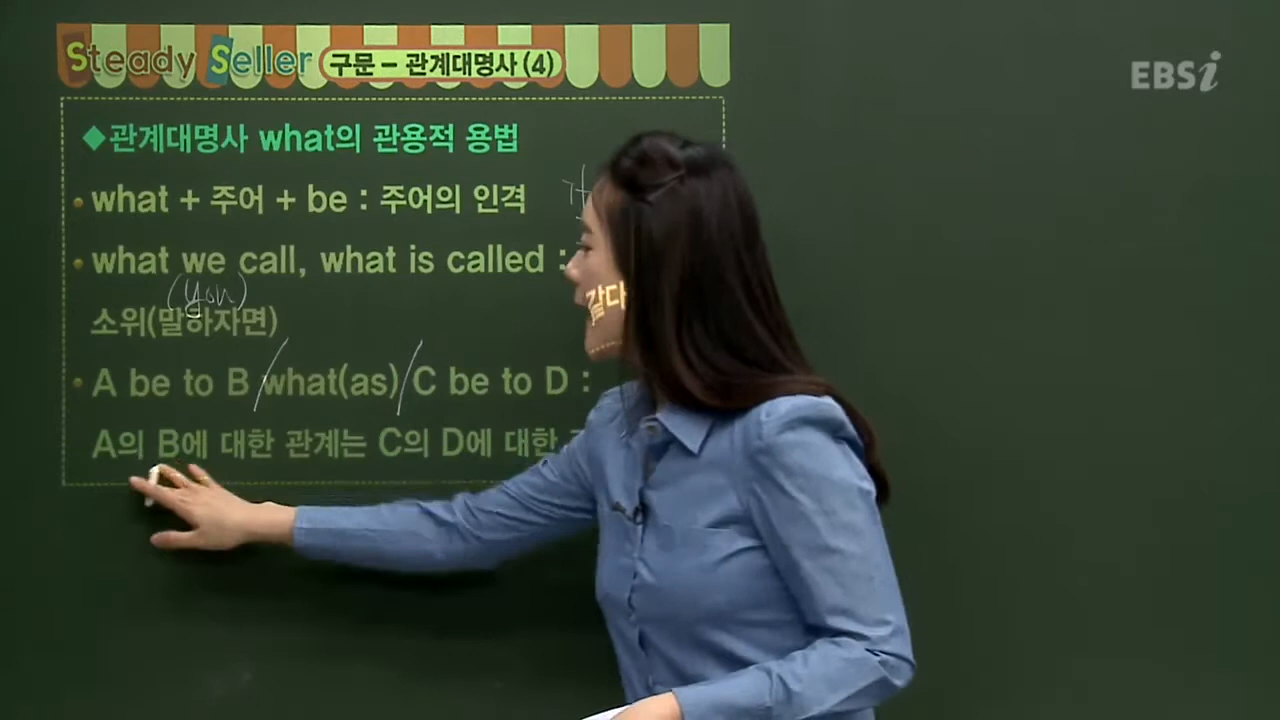 Steady Seller 구문 - 관계대명사 (4)
EBSi
◆관계대명사 what의 관용적 용법
• what + 주어 + be : 주어의 인격
• what we call, what is called :
(you)
소위(말하자면)
• A be to B / what(as) / C be to D :
A의 B에 대한 관계는 C의 D에 대한
같다